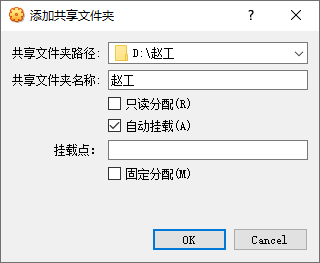 添加共享文件夹
共享文件夹路径: D:\赵工
共享文件夹名称: 赵工
只读分配(R)
自动挂载(A)
挂载点:
固定分配(M)
OK Cancel